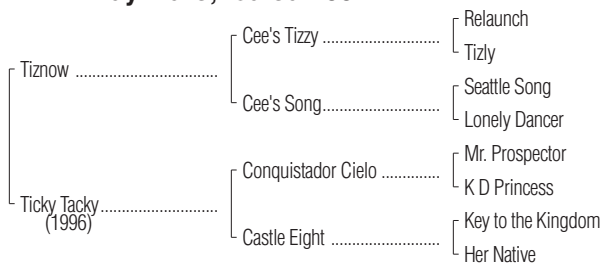 Relaunch
Cee's Tizzy ..............................
Tizly
Tiznow ....................................
Seattle Song
Cee's Song..............................
Lonely Dancer
Mr. Prospector
Conquistador Cielo ...............
K D Princess
Ticky Tacky..............................
(1996)
Key to the Kingdom
Castle Eight ............................
Her Native